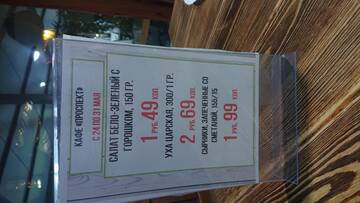 КАФЕ «ПРОСПЕКТ»
С 24 ПО 31 МАЯ
САЛАТ БЕЛО-ЗЕЛЕНЫЙ С
ГОРОШКОМ, 150 ГР.
1 РУБ. 49 КОП.
УХА ЦАРСКАЯ, 300/1 ГР.
2 РУБ. 69 КОП.
СЫРНИКИ, ЗАПЕЧЕННЫЕ СО
СМЕТАНОЙ, 155/15
1 РУБ. 99 КОП.